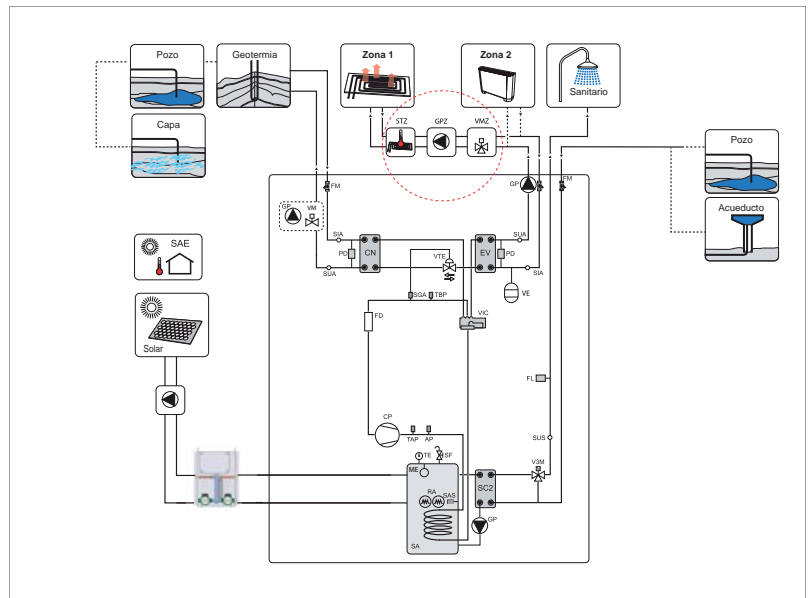 Pozo
Geotermia
Zona 1
Zona 2
Sanitario
Capa
STZ
GPZ
VMZ
Pozo
Acueducto
FM
GP
FM
GP
VM
SIA
SUA
PD
CN
VTE
EV
PD
SUA
SIA
SAE
VE
SGA
TBP
FD
VIC
Solar
FL
CP
TAP
AP
SUS
TE
SF
ME
V3M
RA
SAS
SC2
GP
SA